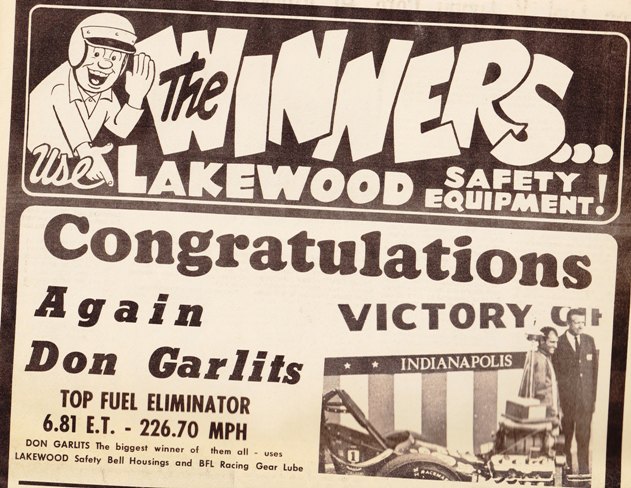 The WINNERS...
Use LAKEWOOD SAFETY EQUIPMENT!
Congratulations
Again
Don Garlits
TOP FUEL ELIMINATOR
6.81 E.T. - 226.70 MPH
DON GARLITS The biggest winner of them all - uses
LAKEWOOD Safety Bell Housings and BFL Racing Gear Lube
VICTORY
INDIANAPOLIS
1